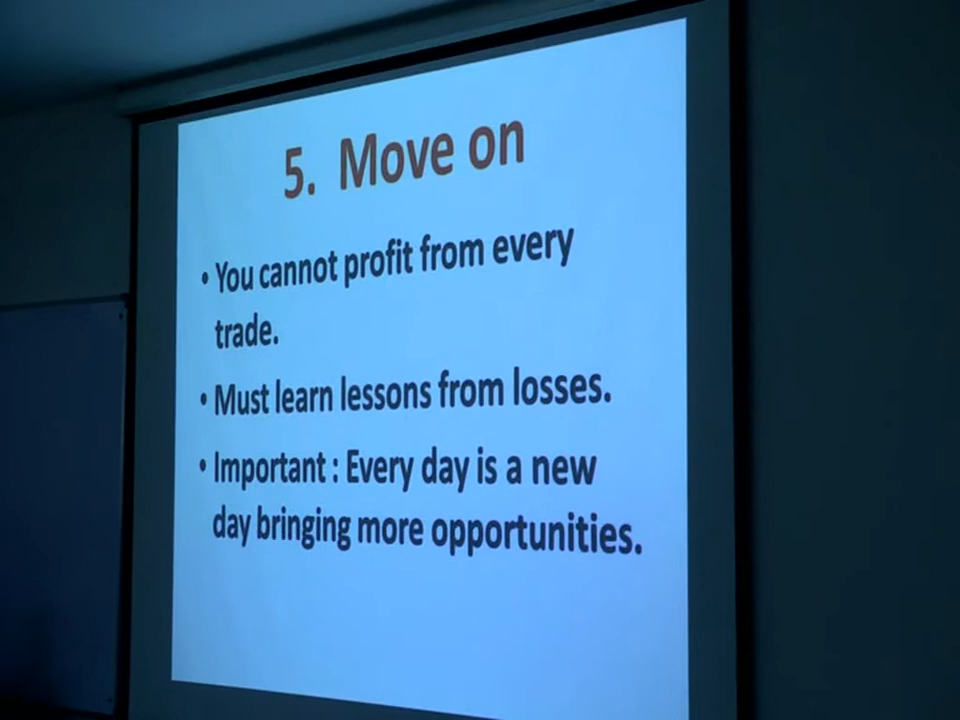 5. Move on
• You cannot profit from every
trade.
• Must learn lessons from losses.
• Important : Every day is a new
day bringing more opportunities.